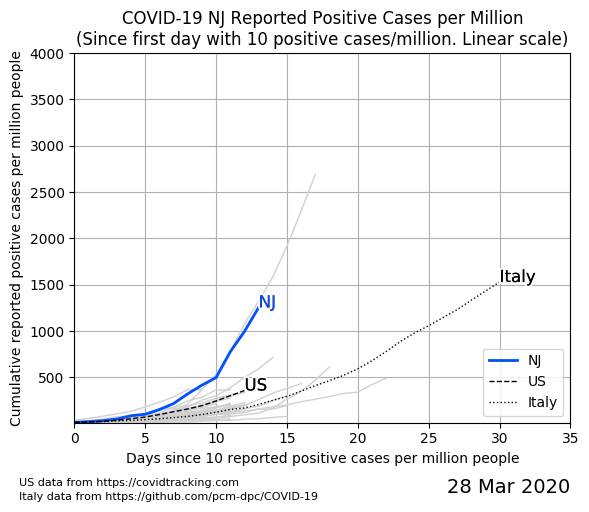 COVID-19 NJ Reported Positive Cases per Million
(Since first day with 10 positive cases/million. Linear scale)
Cumulative reported positive cases per million people
4000
3500
3000
2500
2000
1500
1000
500
Italy
NJ
US
NJ
US
Italy
0 5 10 15 20 25 30 35
Days since 10 reported positive cases per million people
US data from https://covidtracking.com
Italy data from https://github.com/pcm-dpc/COVID-19
28 Mar 2020